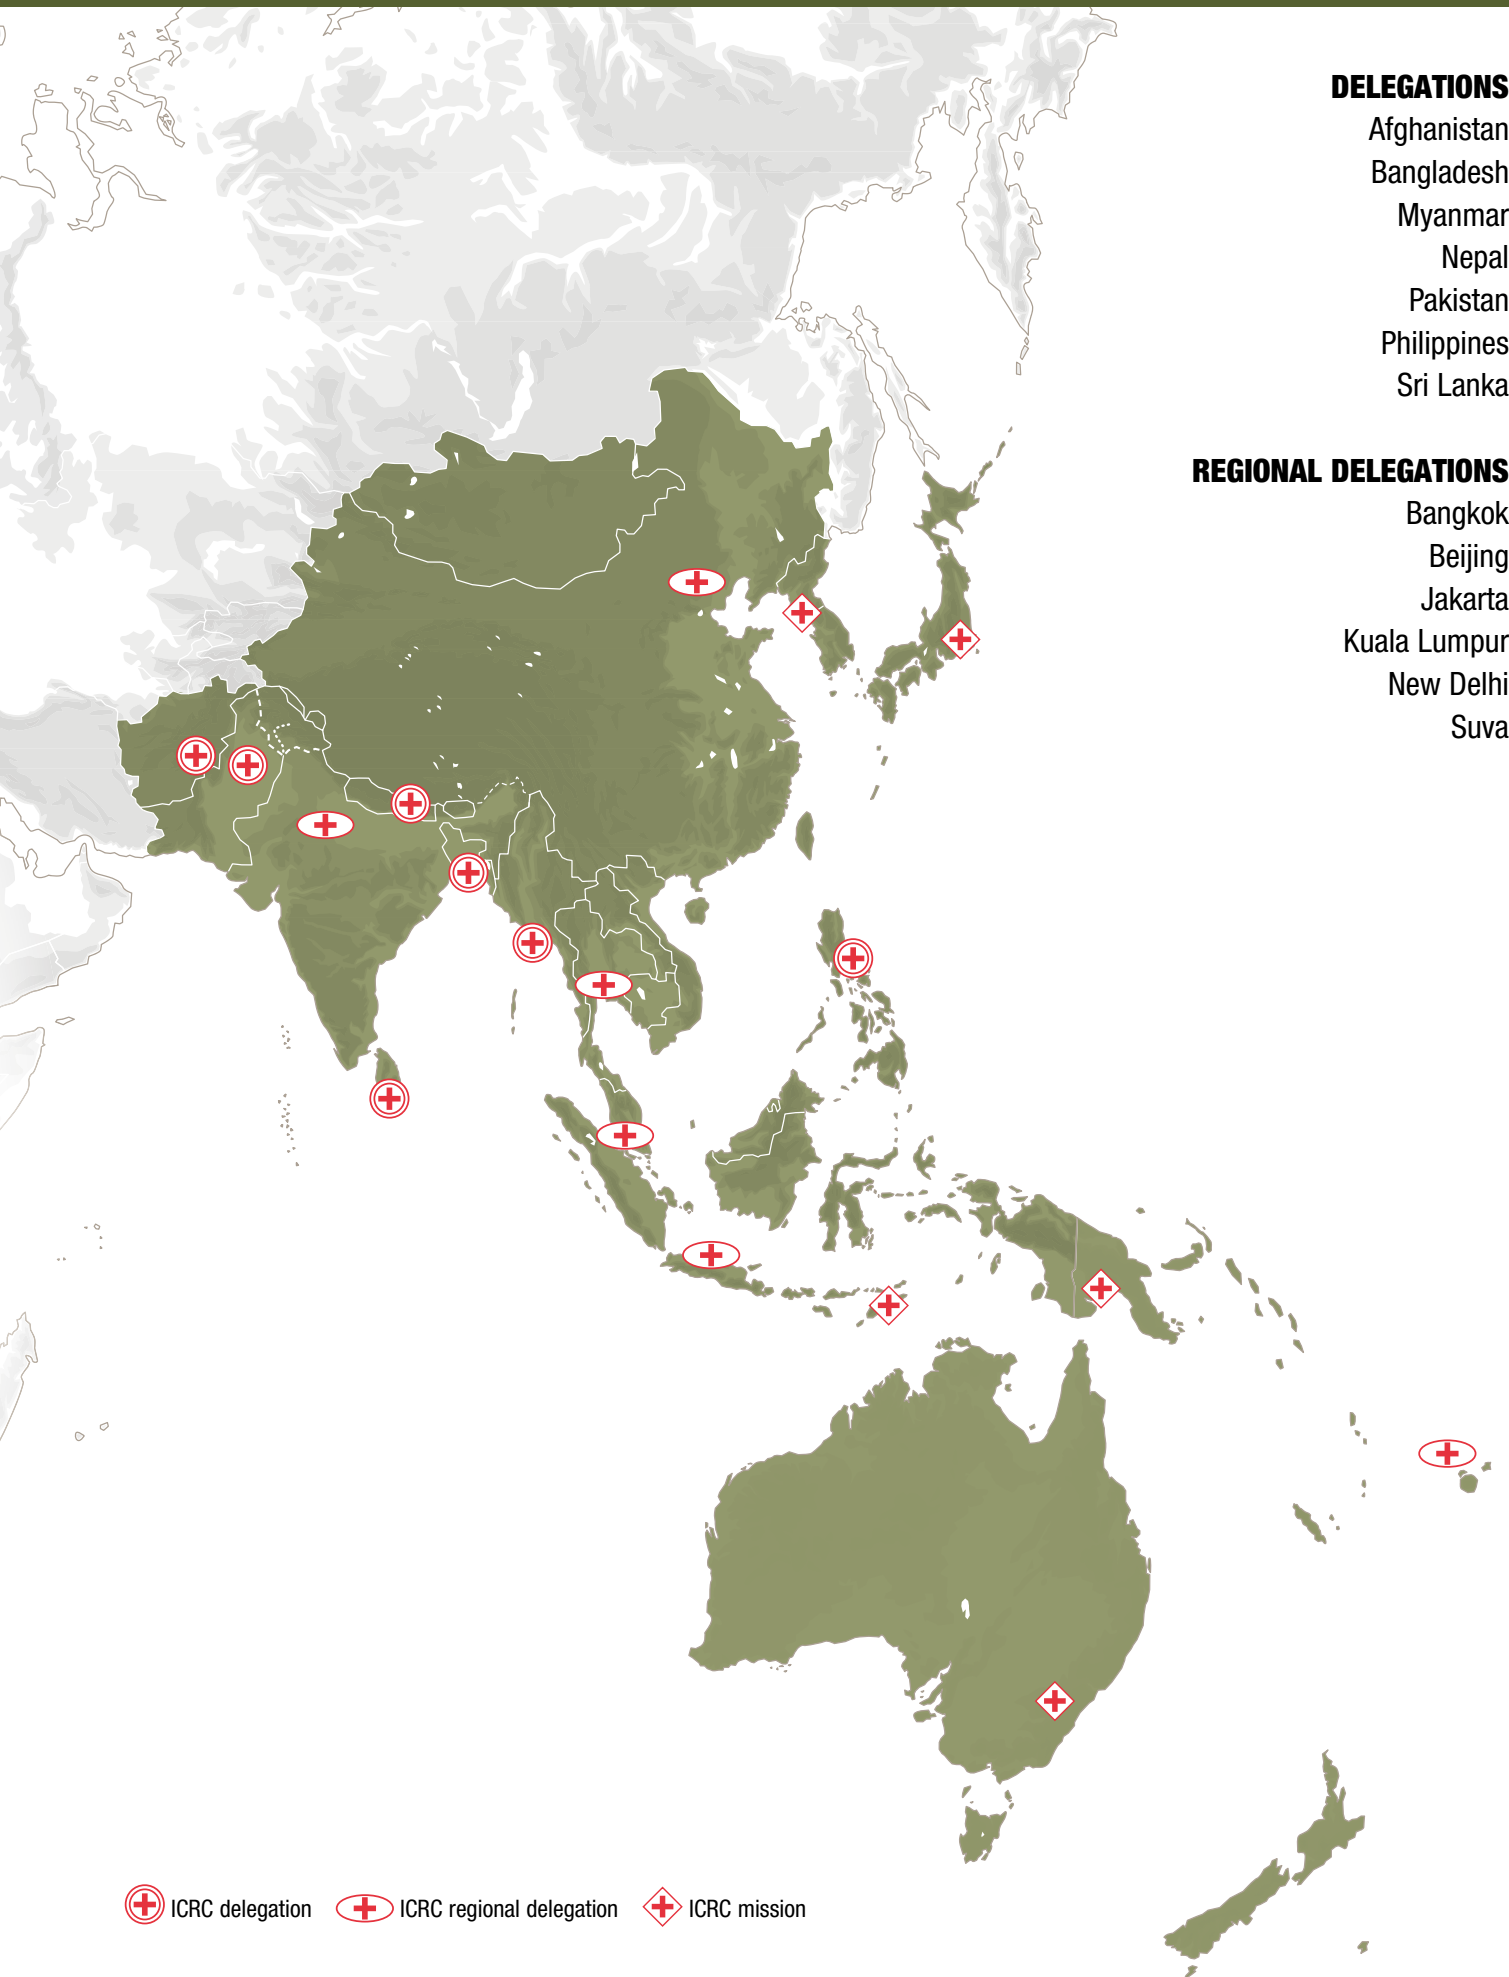 DELEGATIONS
Afghanistan
Bangladesh
Myanmar
Nepal
Pakistan
Philippines
Sri Lanka
REGIONAL DELEGATIONS
Bangkok
Beijing
Jakarta
Kuala Lumpur
New Delhi
Suva
ICRC delegation
ICRC regional delegation
ICRC mission